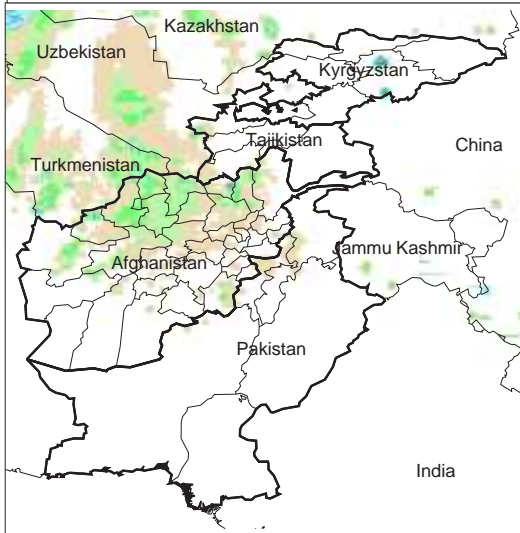 Kazakhstan
Uzbekistan
Kyrgyzstan
Tajikistan
China
Turkmenistan
Jammu Kashmir
Afghanistan
Pakistan
India